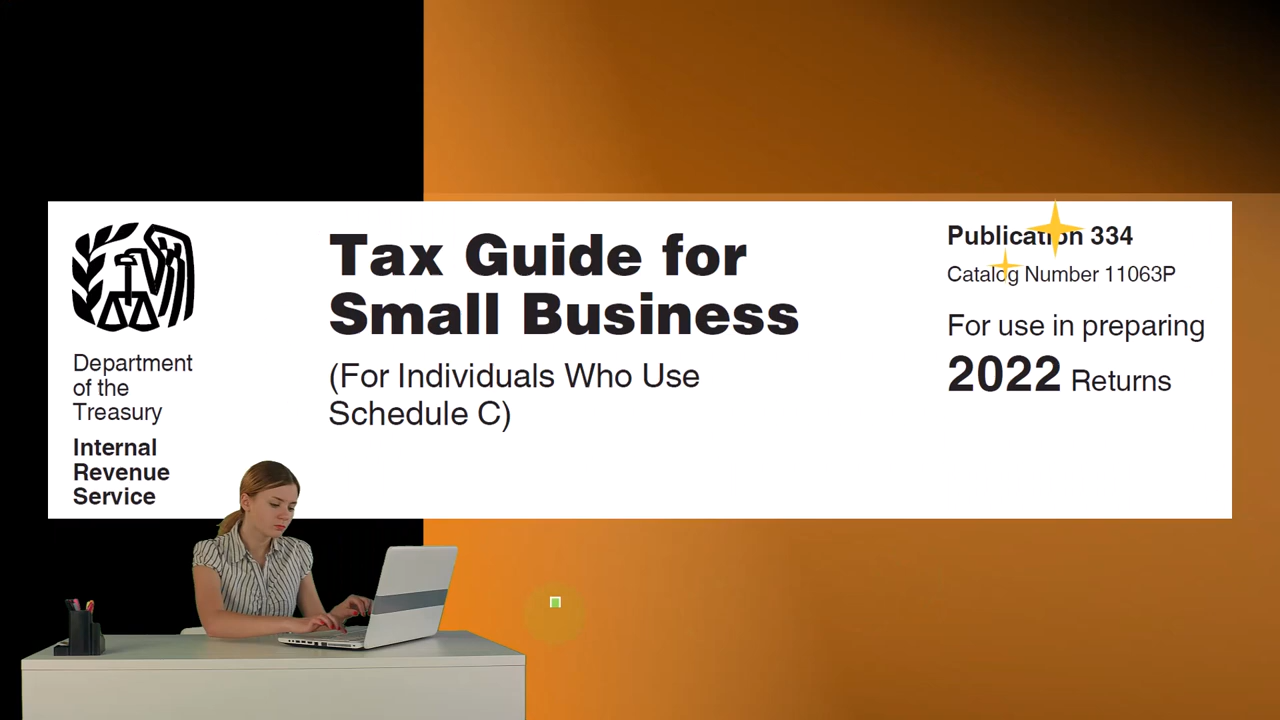 Department
of the
Treasury
Internal
Revenue
Service
Tax Guide for
Small Business
(For Individuals Who Use
Schedule C)
Publication 334
Catalog Number 11063P
For use in preparing
2022 Returns